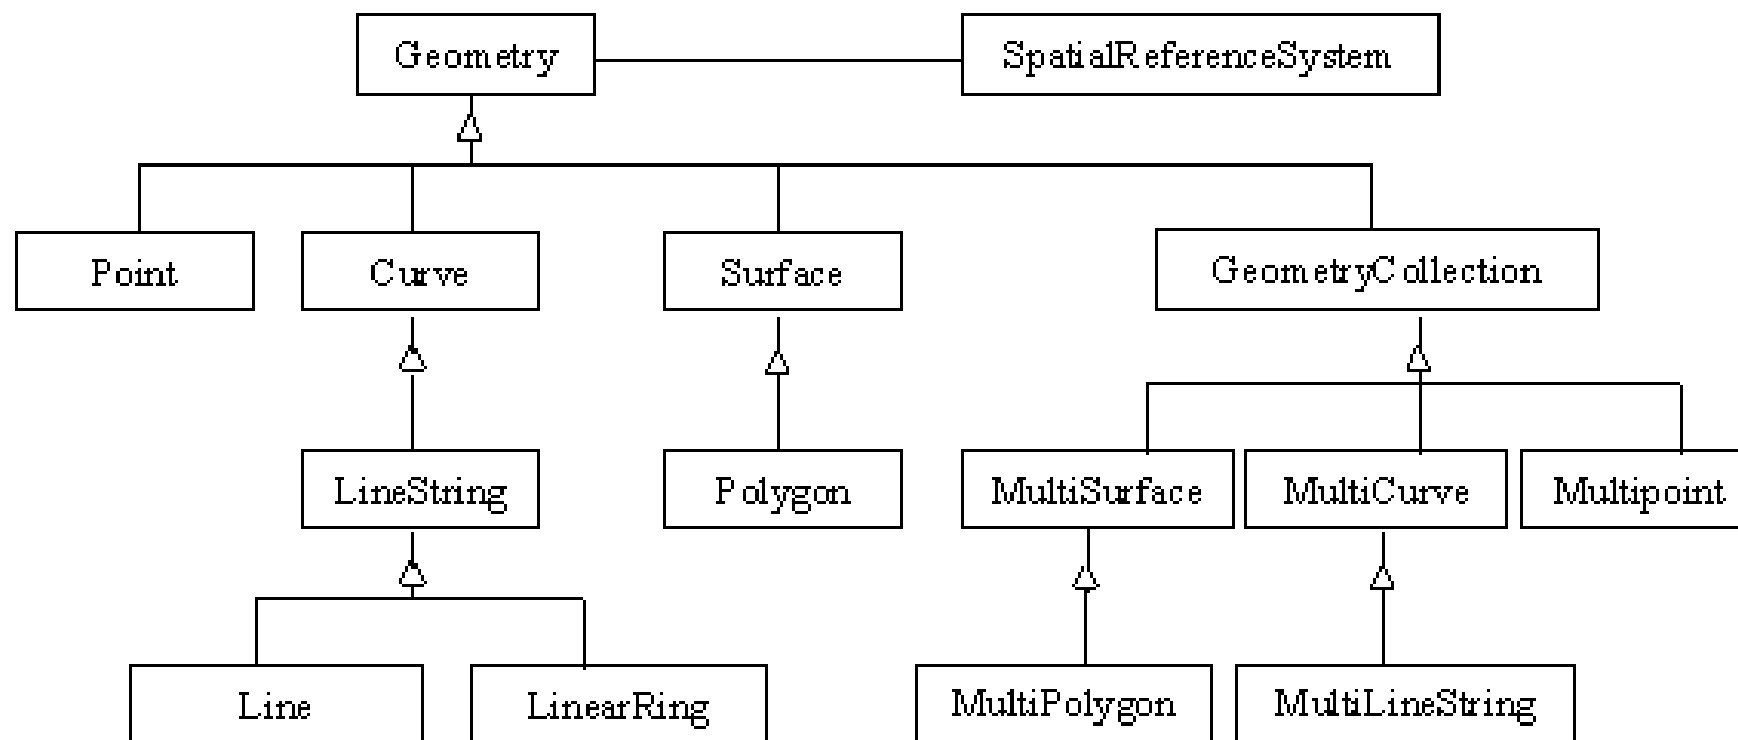 Geometry
SpatialReferenceSystem
Point
Curve
Surface
GeometryCollection
LineString
Polygon
MultiSurface
MultiCurve
Multipoint
Line
LinearRing
MultiPolygon
MultiLineString